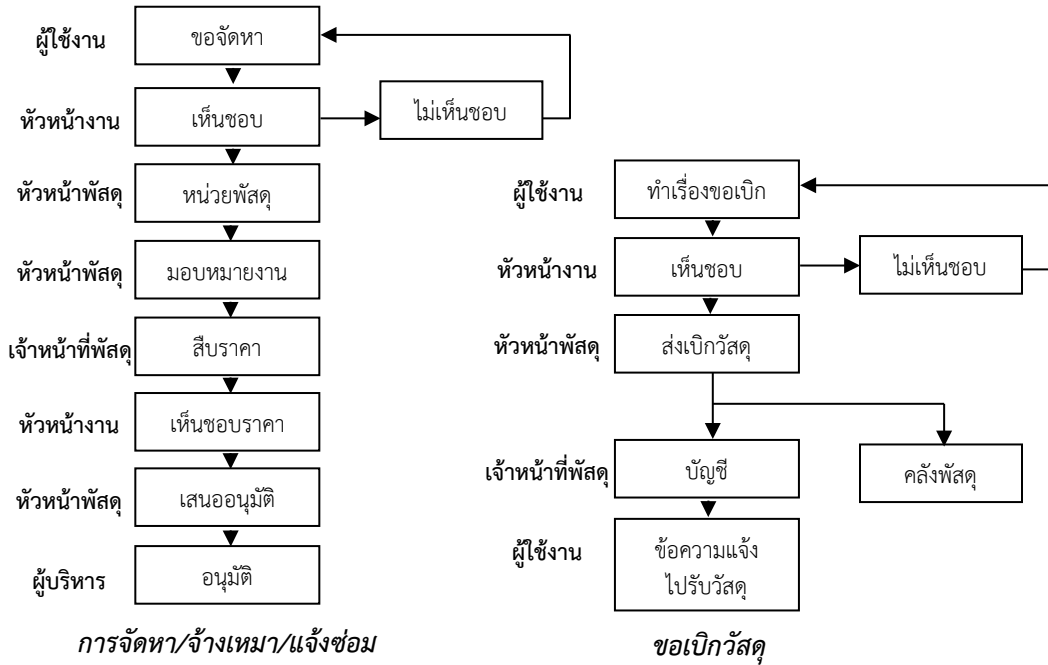 ผู้ใช้งาน
ขอจัดหา
หัวหน้างาน
เห็นชอบ
ไม่เห็นชอบ
หัวหน้าพัสดุ
หน่วยพัสดุ
หัวหน้าพัสดุ
มอบหมายงาน
เจ้าหน้าที่พัสดุ
สืบราคา
หัวหน้างาน
เห็นชอบราคา
หัวหน้าพัสดุ
เสนออนุมัติ
ผู้บริหาร
อนุมัติ
การจัดหา/จ้างเหมา/แจ้งซ่อม
ผู้ใช้งาน
ทำเรื่องขอเบิก
หัวหน้างาน
เห็นชอบ
ไม่เห็นชอบ
หัวหน้าพัสดุ
ส่งเบิกวัสดุ
เจ้าหน้าที่พัสดุ
บัญชี
คลังพัสดุ
ผู้ใช้งาน
ข้อความแจ้ง
ไปรับวัสดุ
ขอเบิกวัสดุ